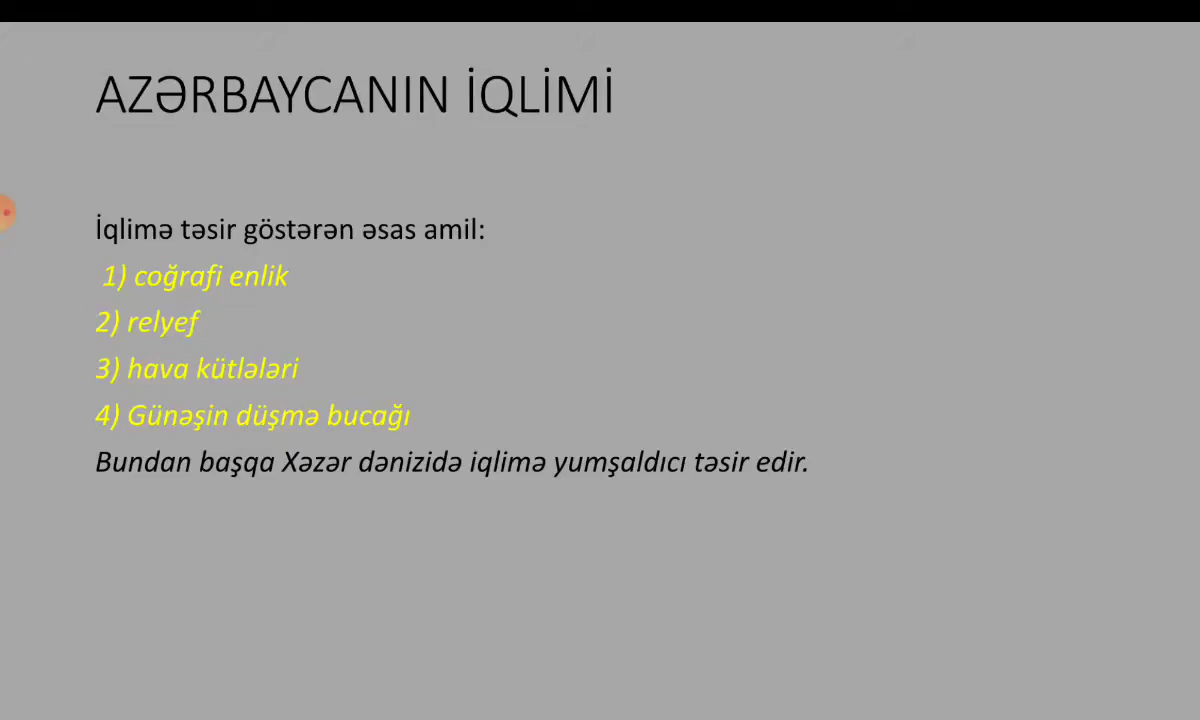 AZƏRBAYCANIN İQLİMİ
İqlimə təsir göstərən əsas amil:
1) coğrafi enlik
2) relyef
3) hava kütlələri
4) Günəşin düşmə bucağı
Bundan başqa Xəzər dənizidə iqlimə yumşaldıcı təsir edir.